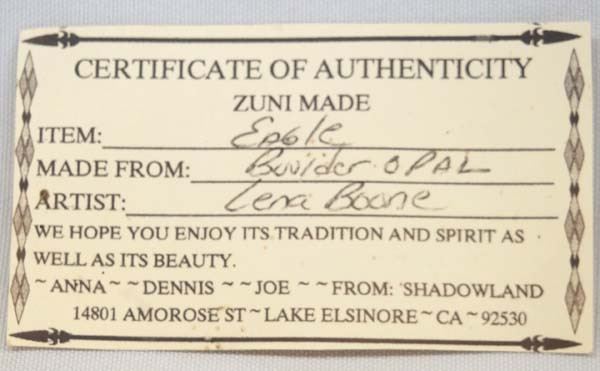 CERTIFICATE OF AUTHENTICITY
ZUNI MADE
ITEM: Eagle
MADE FROM: Boulder OPAL
ARTIST: Lena Boone
WE HOPE YOU ENJOY ITS TRADITION AND SPIRIT AS
WELL AS ITS BEAUTY.
~ ANNA ~ ~ DENNIS ~ ~ JOE ~ ~ FROM: SHADOWLAND
14801 AMOROSE ST ~ LAKE ELSINORE ~ CA ~ 92530